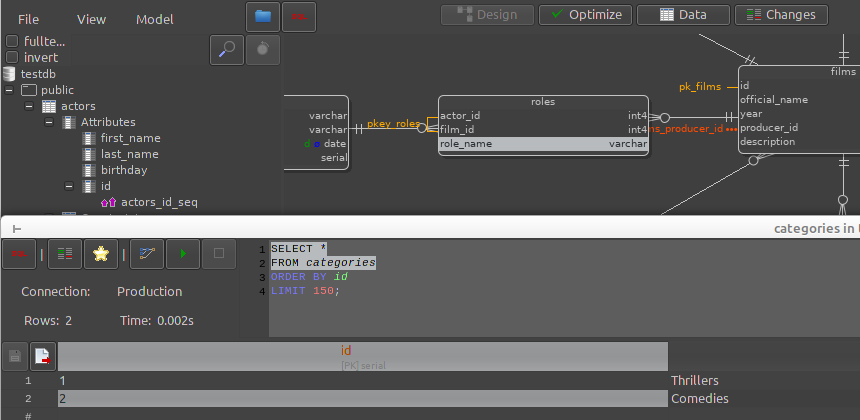 File View Model
Design Optimize Data Changes
fullte...
invert
testdb
public
actors
Attributes
first_name
last_name
birthday
id
actors_id_seq
varchar
varchar
d date
serial
pkey_roles
roles
actor_id int4
film_id int4
role_name varchar
ns_producer_id
films
pk_films
id
official_name
year
producer_id
description
categories in
Connection: Production
Rows: 2 Time: 0.002s
1 SELECT *
2 FROM categories
3 ORDER BY id
4 LIMIT 150;
id
[PK] serial
1 1 Thrillers
2 2 Comedies
#